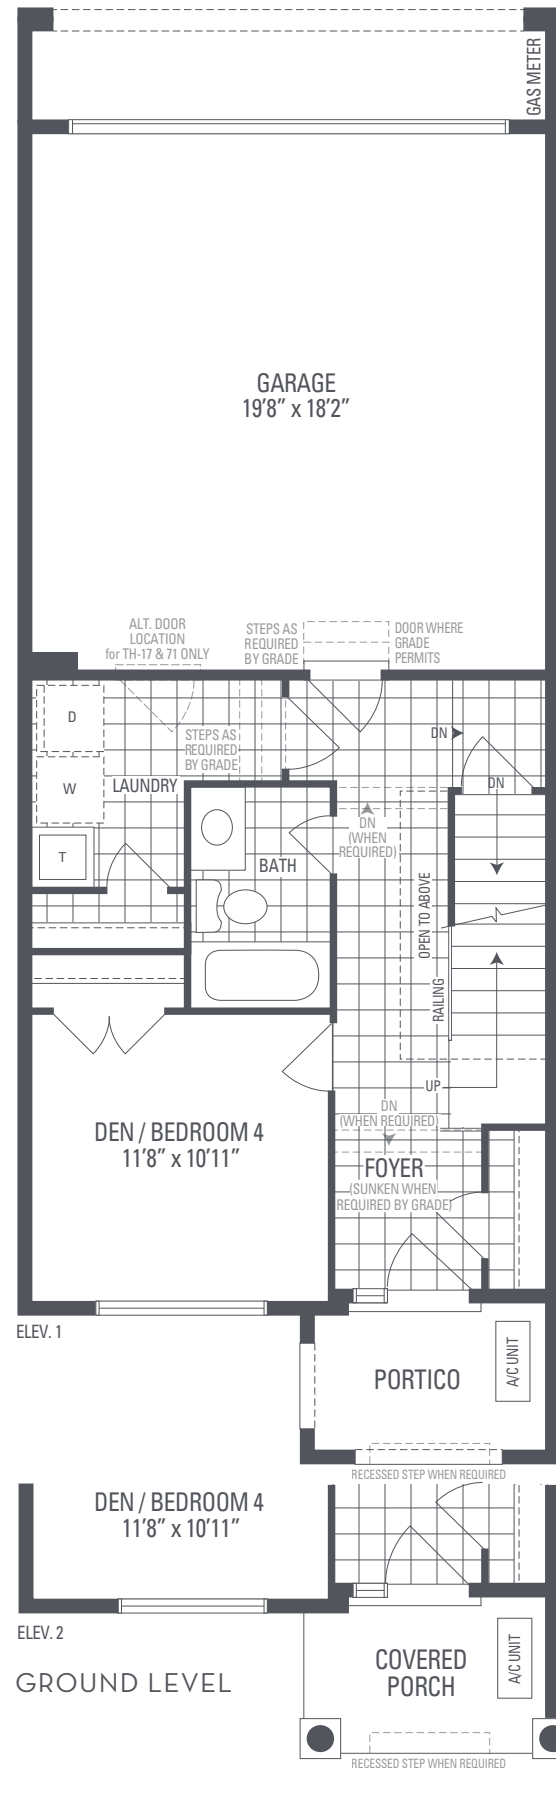 GAS METER
GARAGE
19'8" x 18'2"
ALT. DOOR
LOCATION
for TH-17 & 71 ONLY
STEPS AS
REQUIRED
BY GRADE
DOOR WHERE
GRADE
PERMITS
D
STEPS AS
REQUIRED
BY GRADE
DN
W
LAUNDRY
DN
DN
(WHEN
REQUIRED)
T
BATH
OPEN TO ABOVE
RAILING
UP
DN
(WHEN REQUIRED)
DEN / BEDROOM 4
11'8" x 10'11"
FOYER
(SUNKEN WHEN
REQUIRED BY GRADE)
ELEV. 1
PORTICO
A/C UNIT
RECESSED STEP WHEN REQUIRED
DEN / BEDROOM 4
11'8" x 10'11"
ELEV. 2
COVERED
PORCH
A/C UNIT
GROUND LEVEL
RECESSED STEP WHEN REQUIRED